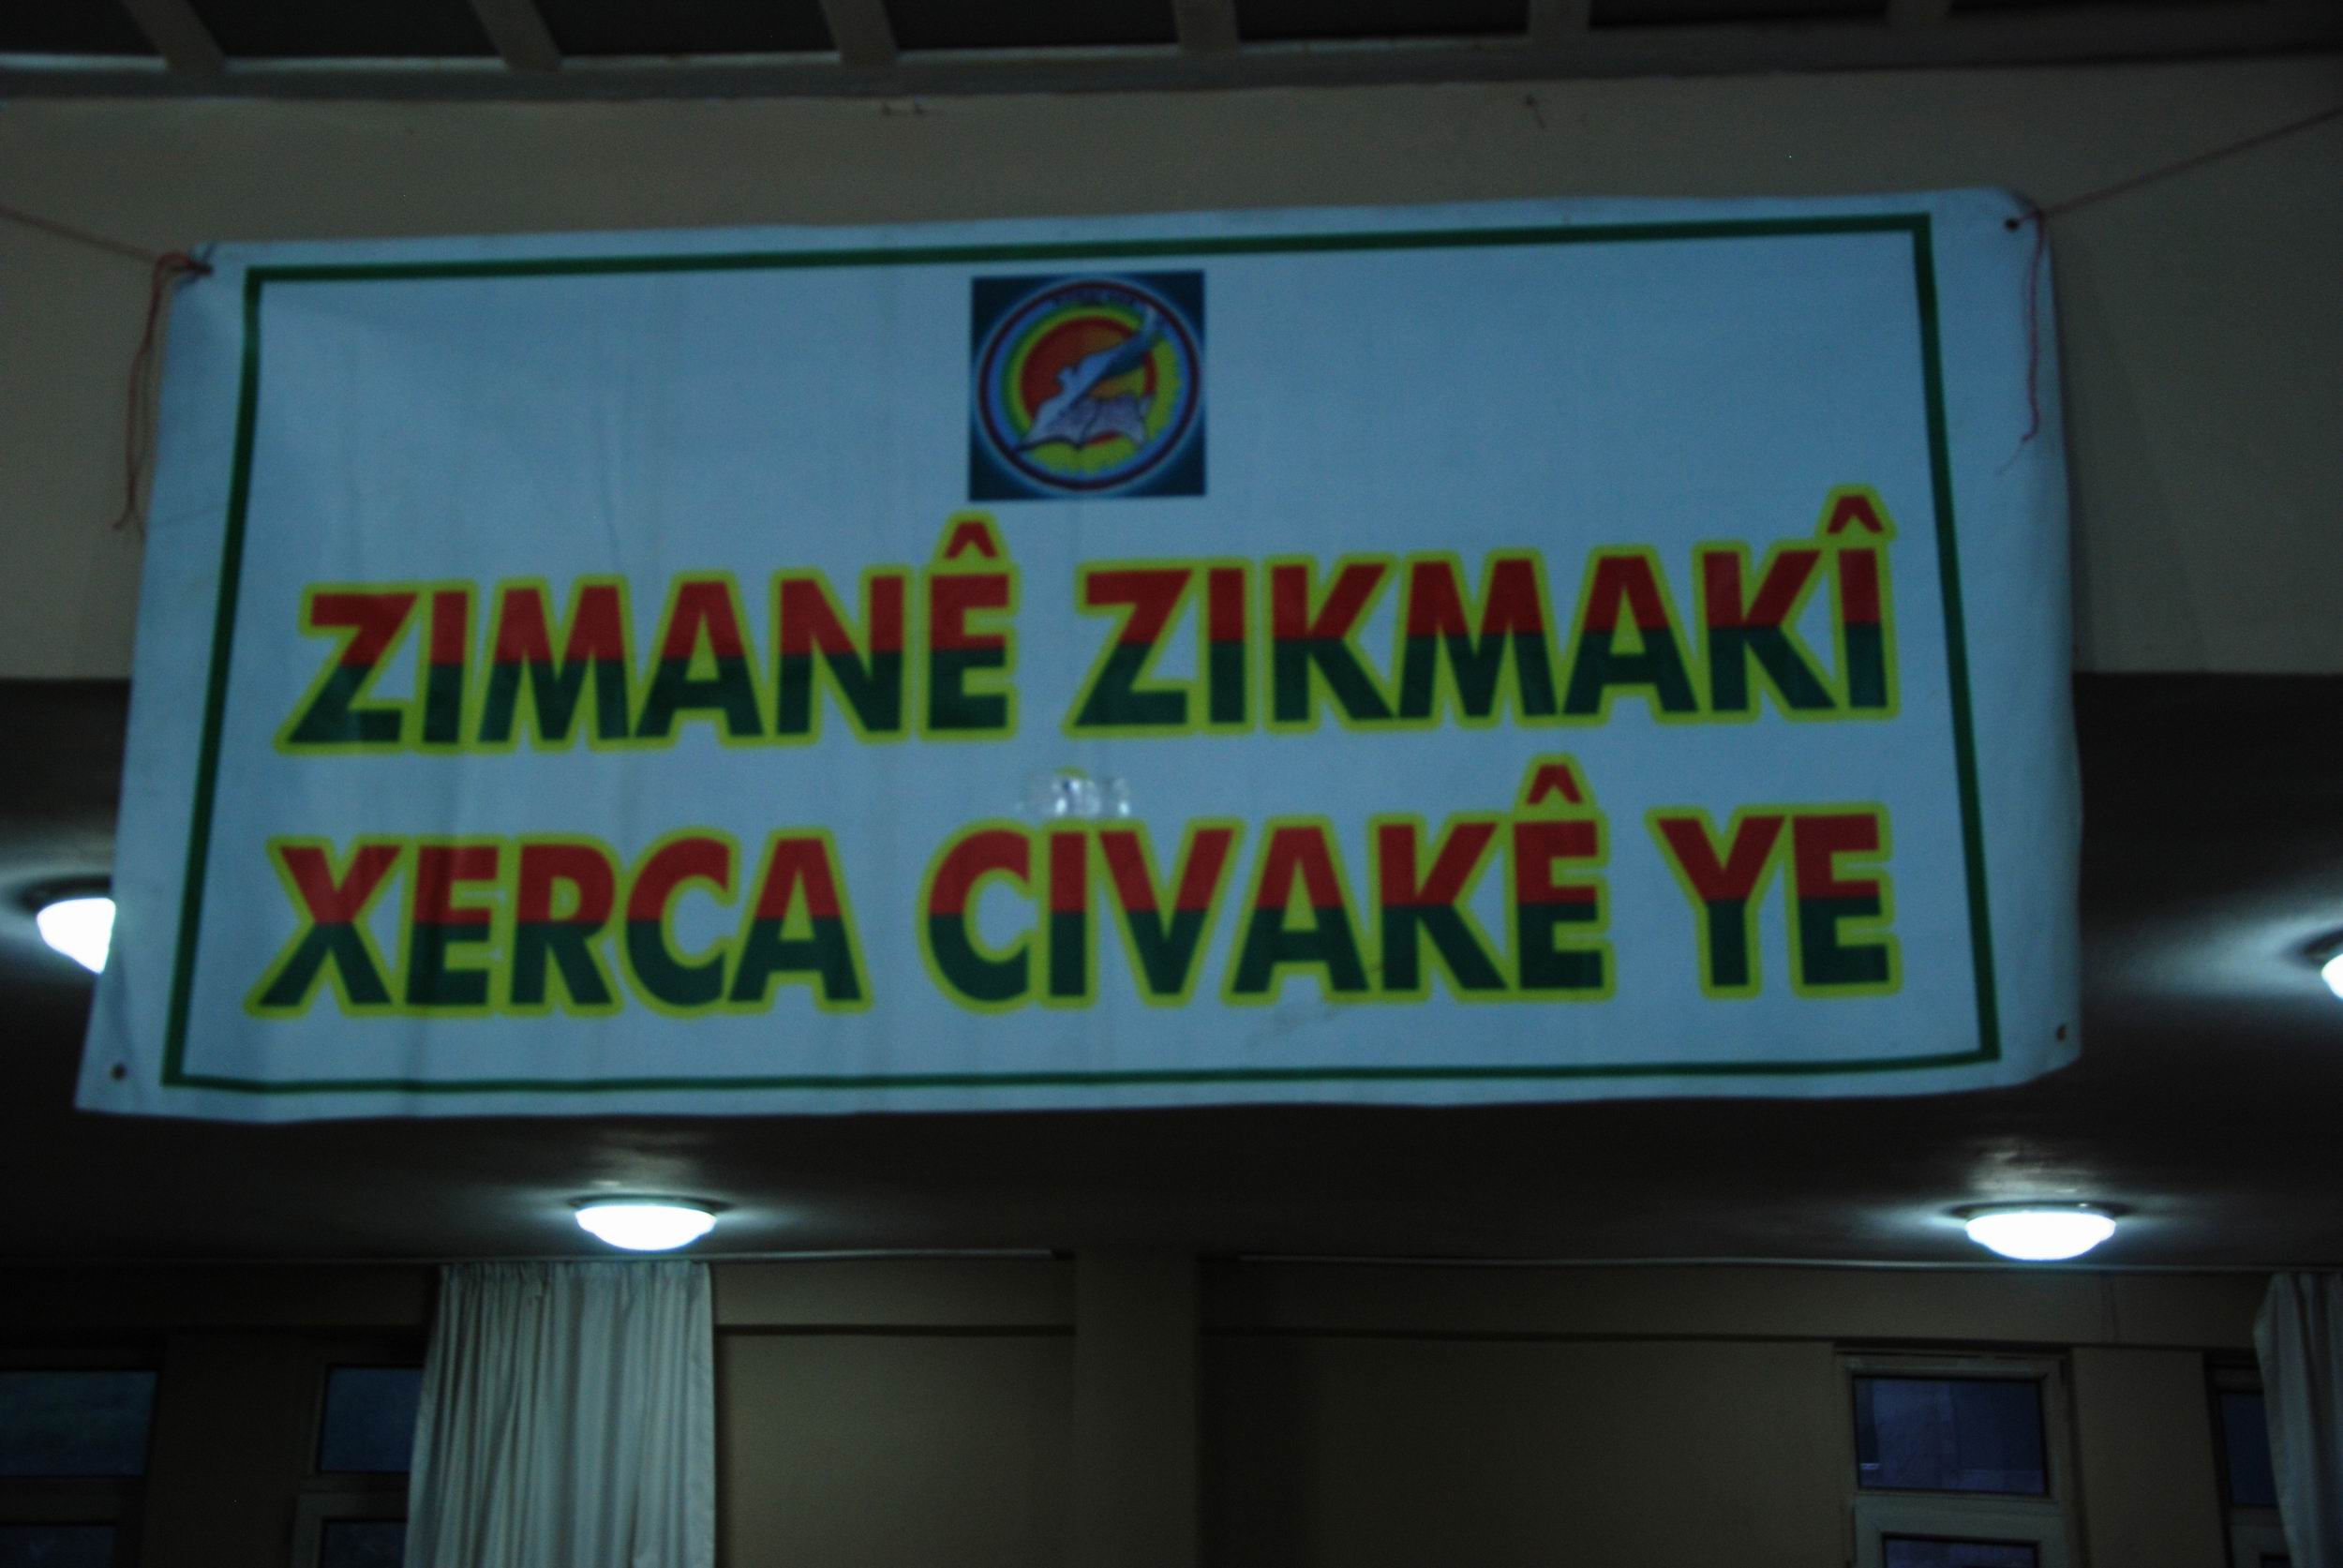 ZIMANÊ ZIKMAKÎ
XERCA CIVAKÊ YE